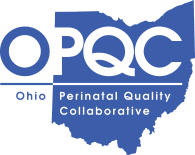 OPQC
Ohio Perinatal Quality
Collaborative